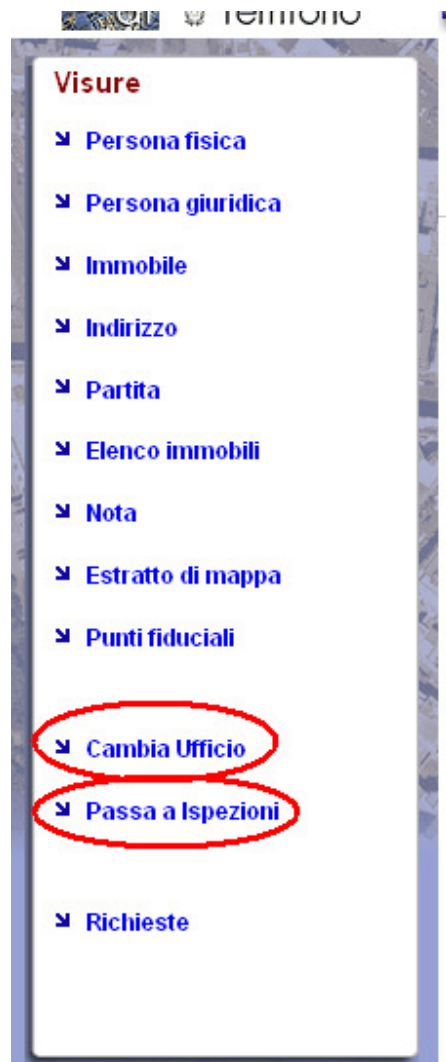 Territorio
Visure
Persona fisica
Persona giuridica
Immobile
Indirizzo
Partita
Elenco immobili
Nota
Estratto di mappa
Punti fiduciali
Cambia Ufficio
Passa a Ispezioni
Richieste